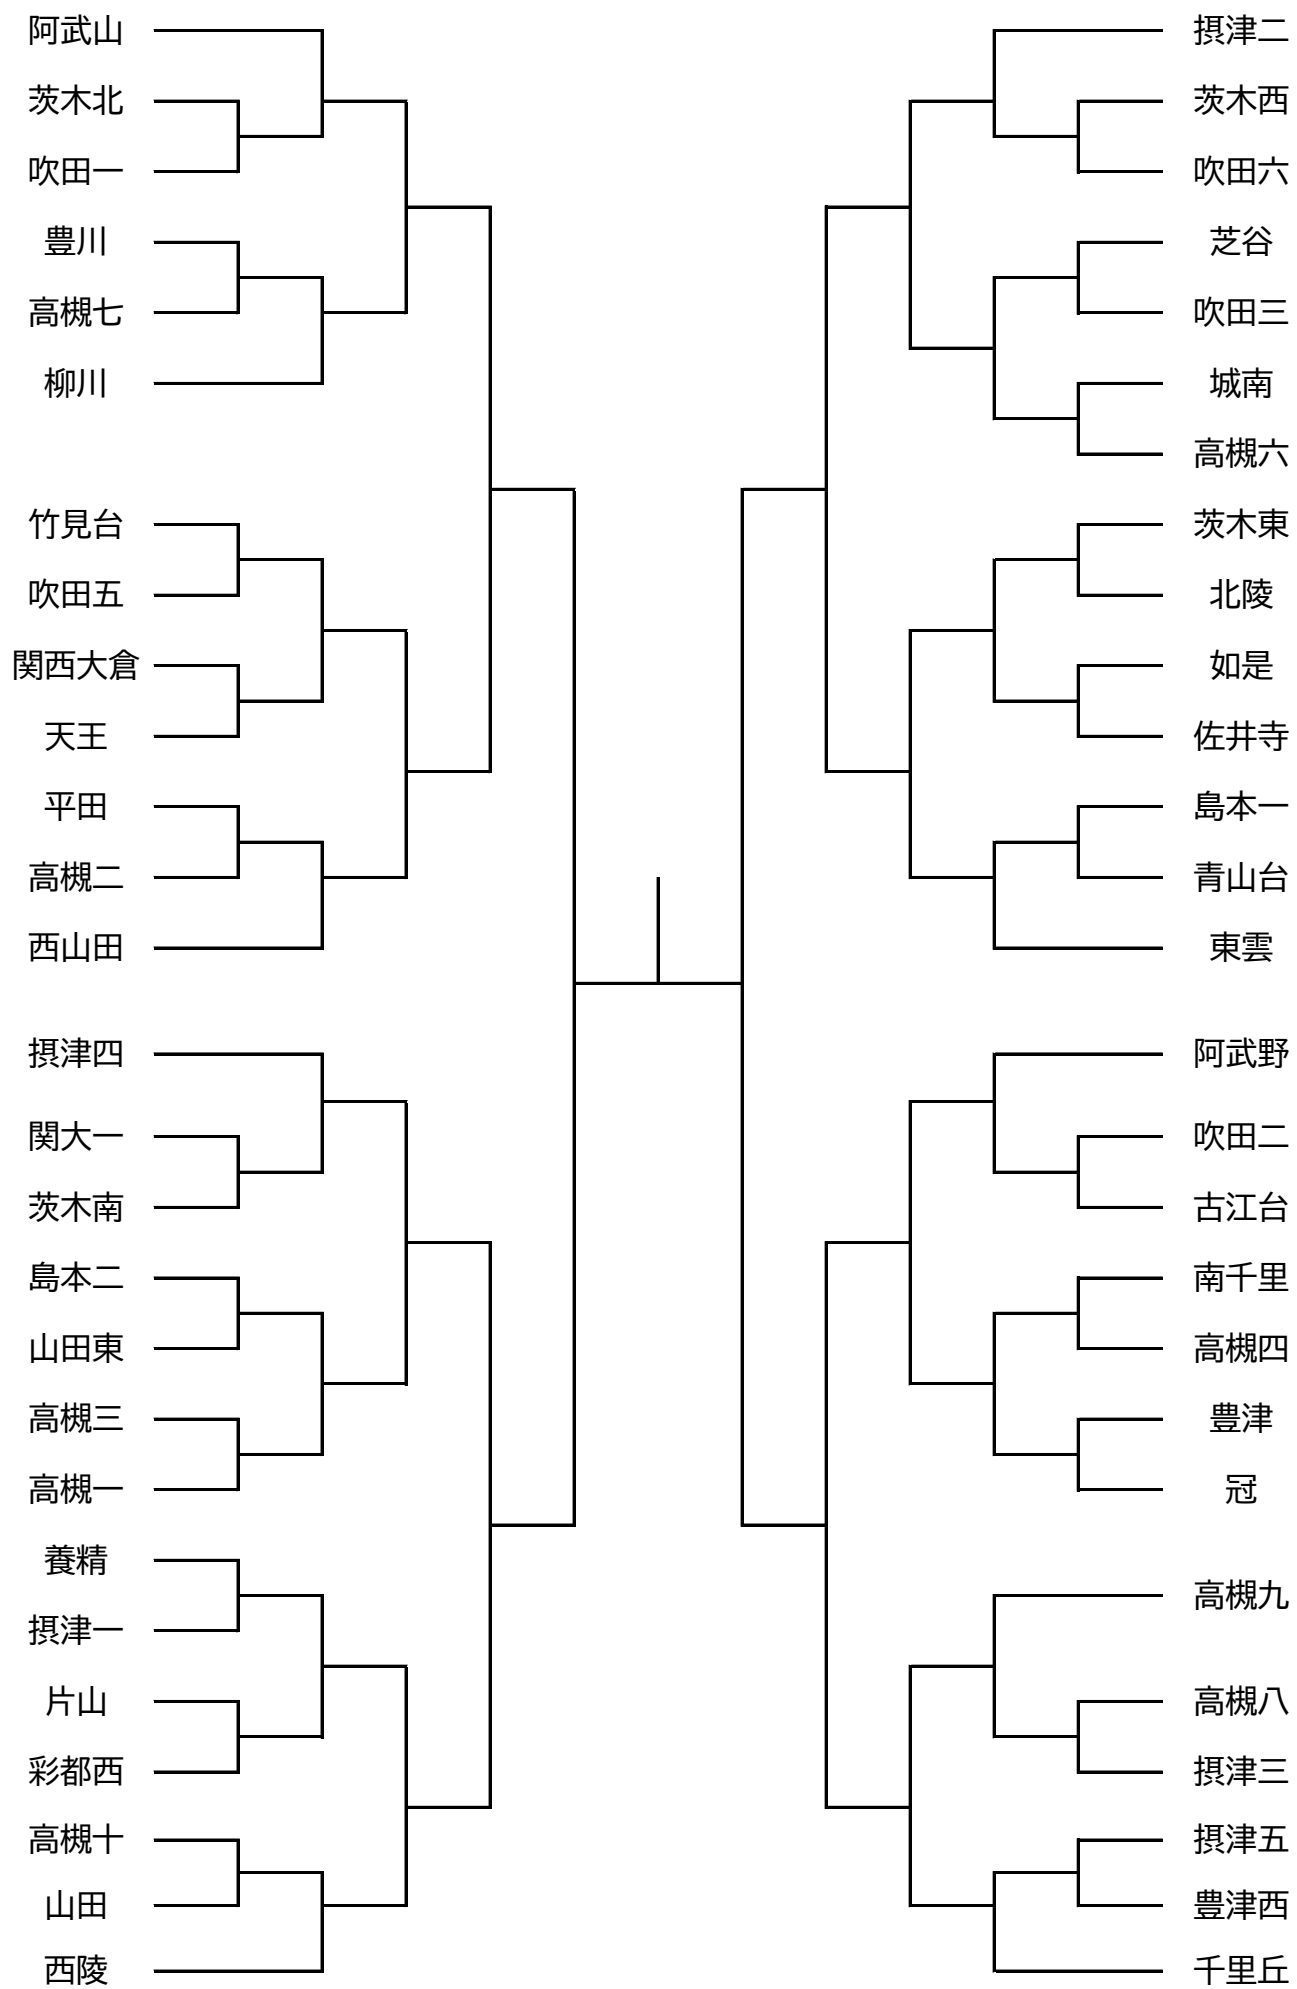 阿武山
茨木北
吹田一
豊川
高槻七
柳川
竹見台
吹田五
関西大倉
天王
平田
高槻二
西山田
摂津四
関大一
茨木南
島本二
山田東
高槻三
高槻一
養精
摂津一
片山
彩都西
高槻十
山田
西陵
摂津二
茨木西
吹田六
芝谷
吹田三
城南
高槻六
茨木東
北陵
如是
佐井寺
島本一
青山台
東雲
阿武野
吹田二
古江台
南千里
高槻四
豊津
冠
高槻九
高槻八
摂津三
摂津五
豊津西
千里丘